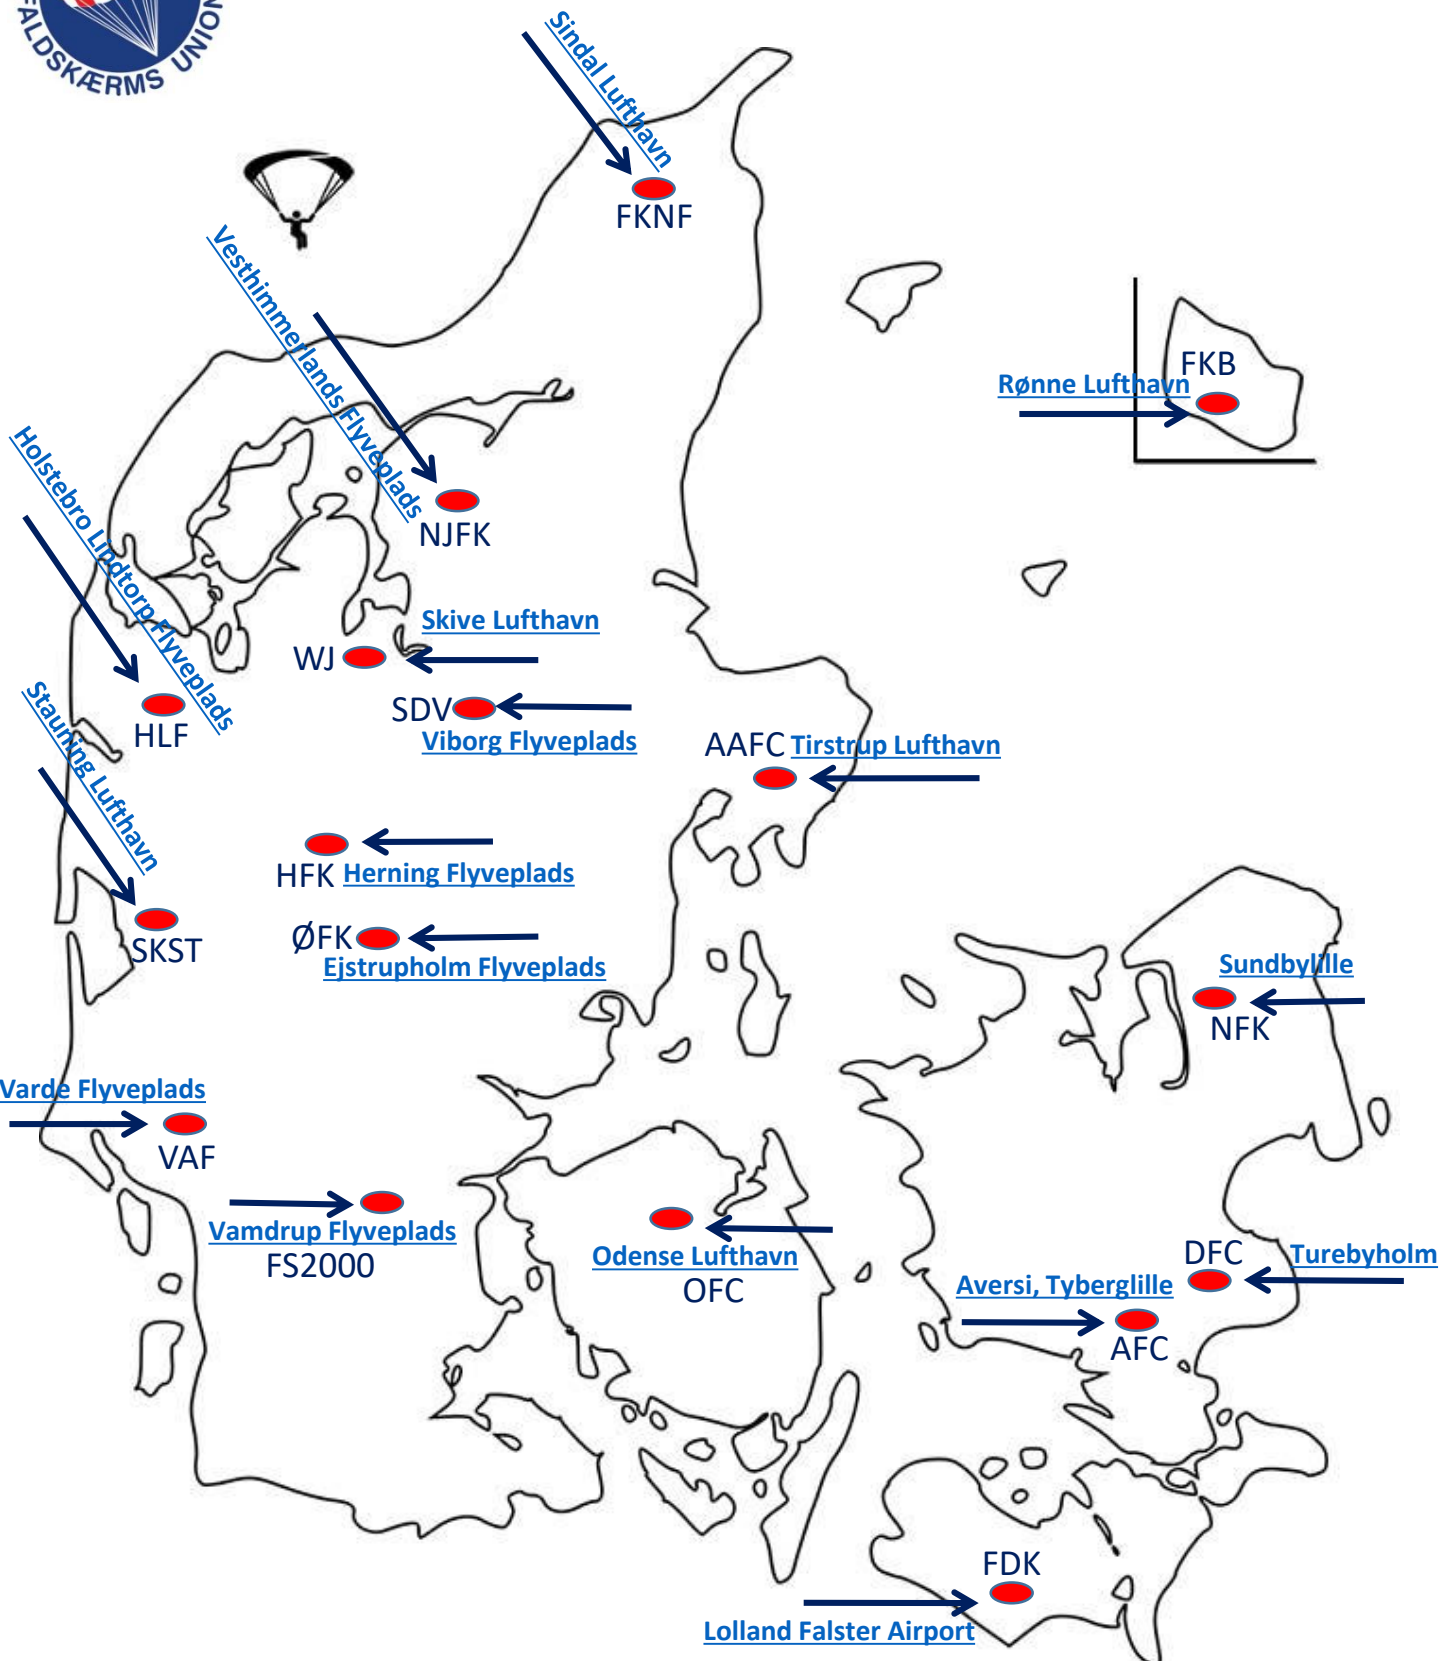 FALDSKÆRMS UNION
Sindal Lufthavn
FKNF
Vesthimmerlands Flyveplads
NJFK
FKB
Rønne Lufthavn
Holstebro Lindtorp Flyveplads
HLF
Skive Lufthavn
WJ
SDV
Viborg Flyveplads
AAFC Tirstrup Lufthavn
Stauning Lufthavn
SKST
HFK Herning Flyveplads
ØFK
Ejstrupholm Flyveplads
Sundbylille
NFK
Varde Flyveplads
VAF
Vamdrup Flyveplads
FS2000
Odense Lufthavn
OFC
DFC
Turebyholm
Aversi, Tyberglille
AFC
FDK
Lolland Falster Airport